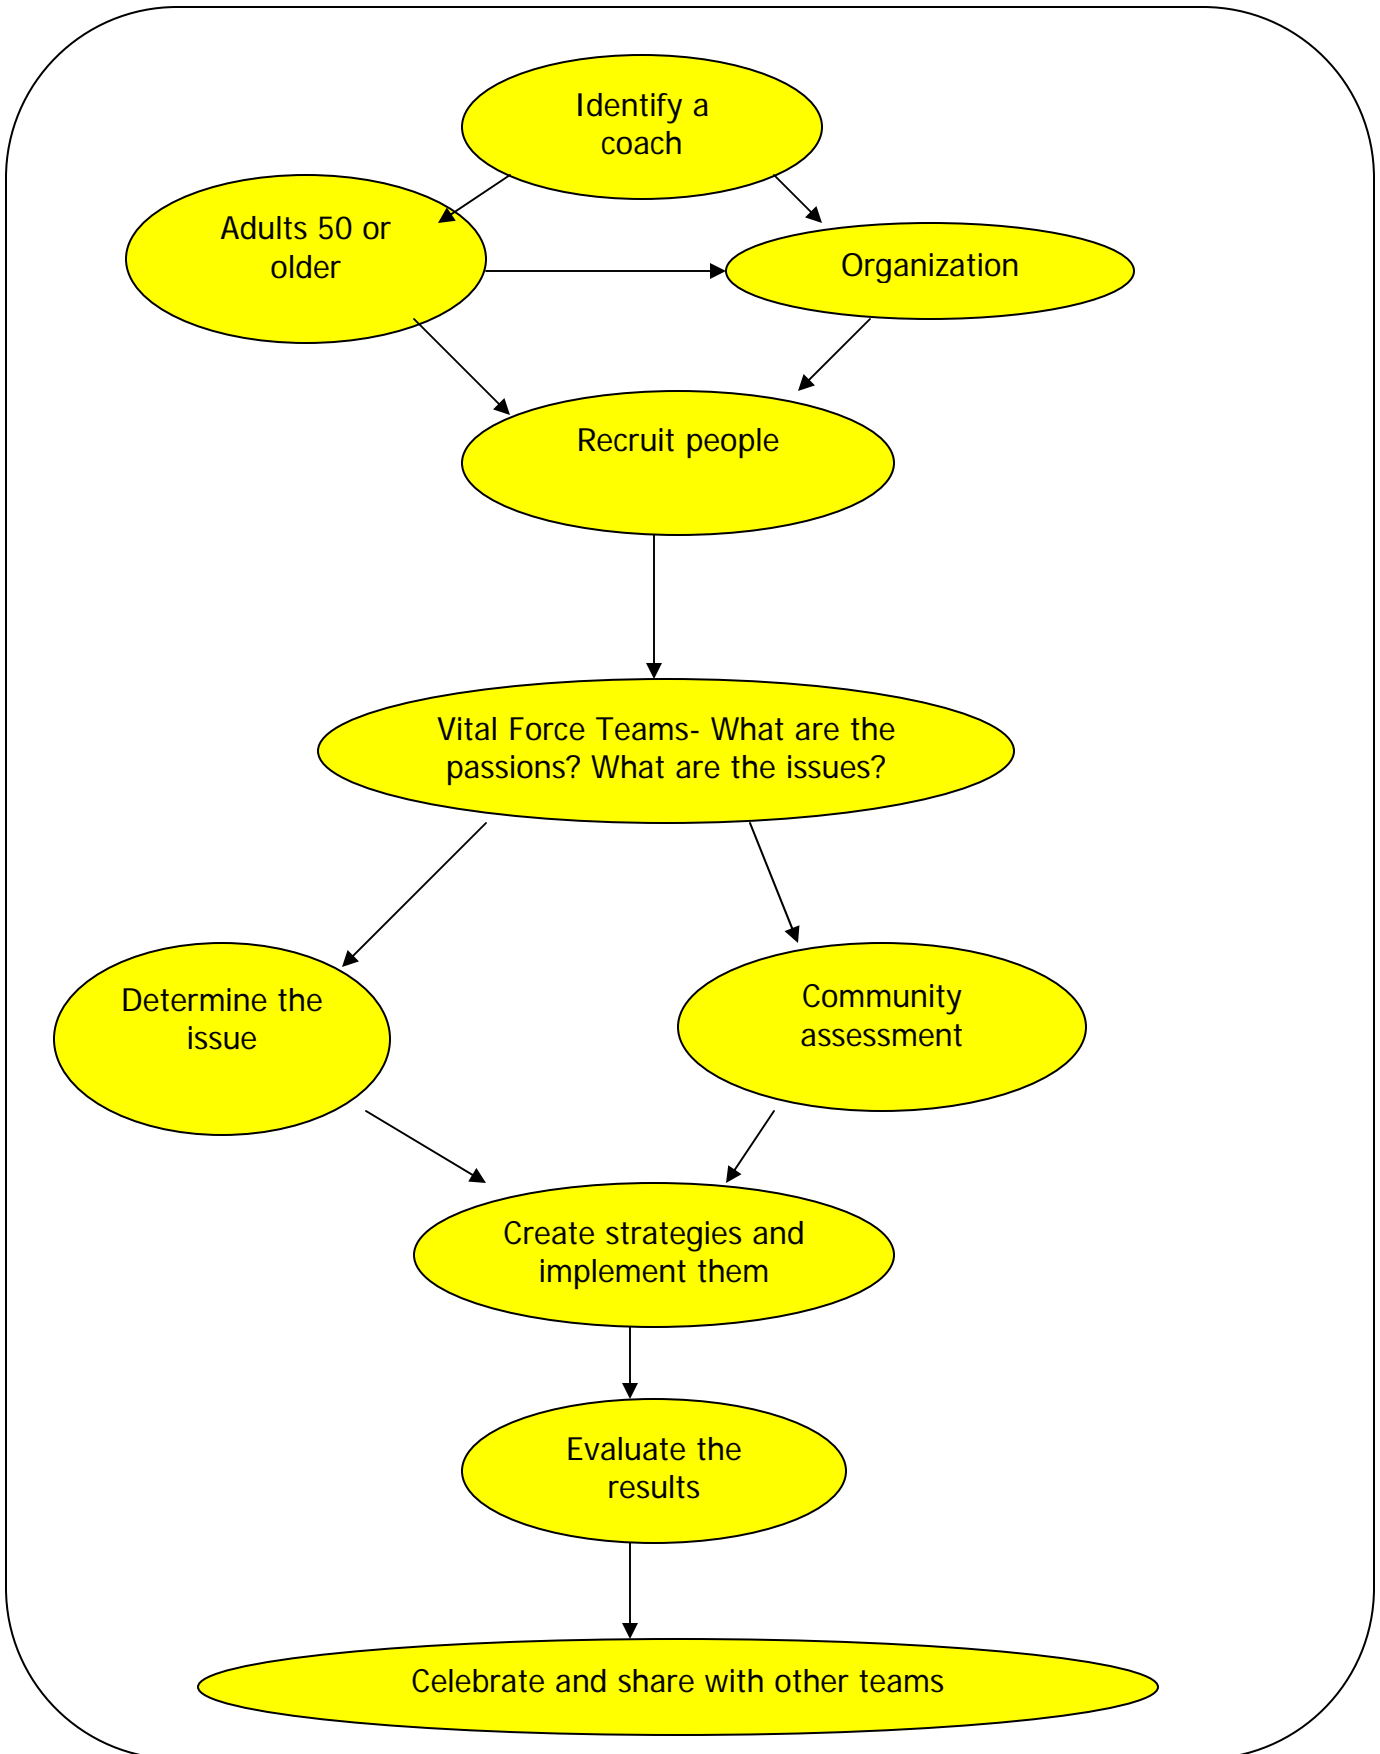 Identify a
coach
Adults 50 or
older
Organization
Recruit people
Vital Force Teams- What are the
passions? What are the issues?
Determine the
issue
Community
assessment
Create strategies and
implement them
Evaluate the
results
Celebrate and share with other teams